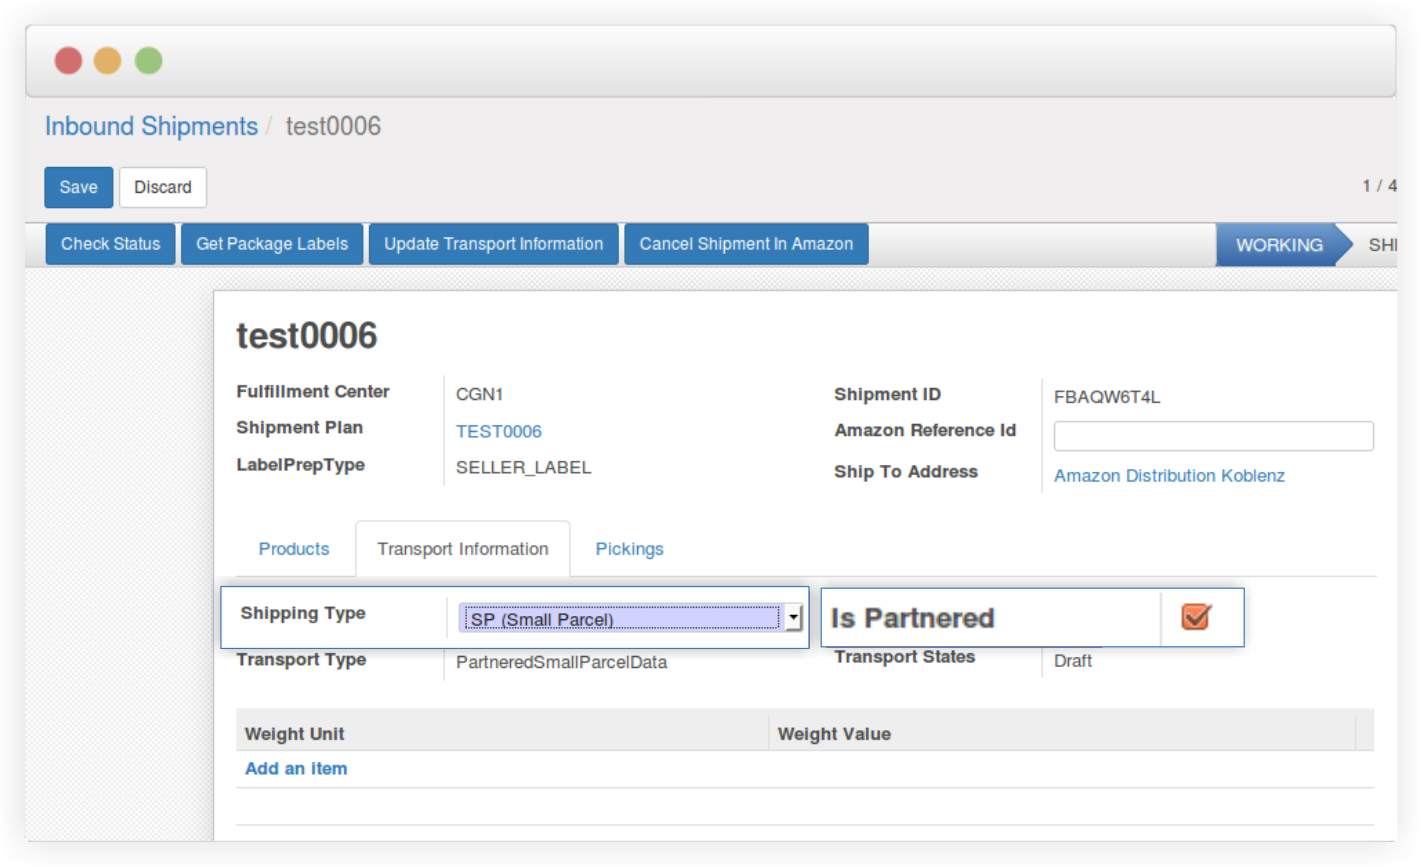 Inbound Shipments / test0006
Save Discard 1 / 4
Check Status Get Package Labels Update Transport Information Cancel Shipment In Amazon WORKING SHI
test0006
Fulfillment Center CGN1 Shipment ID FBAQW6T4L
Shipment Plan TEST0006 Amazon Reference Id
LabelPrepType SELLER_LABEL Ship To Address Amazon Distribution Koblenz
Products Transport Information Pickings
Shipping Type SP (Small Parcel) Is Partnered
Transport Type PartneredSmallParcelData Transport States Draft
Weight Unit Weight Value
Add an item